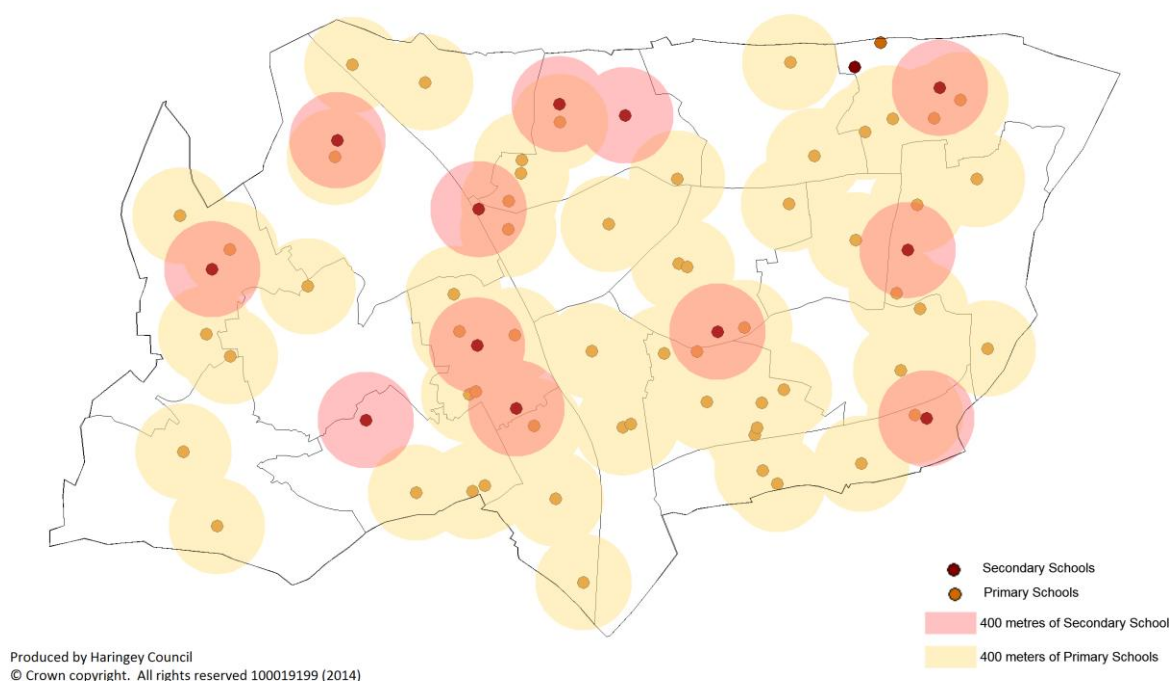 Secondary Schools
Primary Schools
400 metres of Secondary School
400 meters of Primary Schools
Produced by Haringey Council
© Crown copyright.  All rights reserved 100019199 (2014)